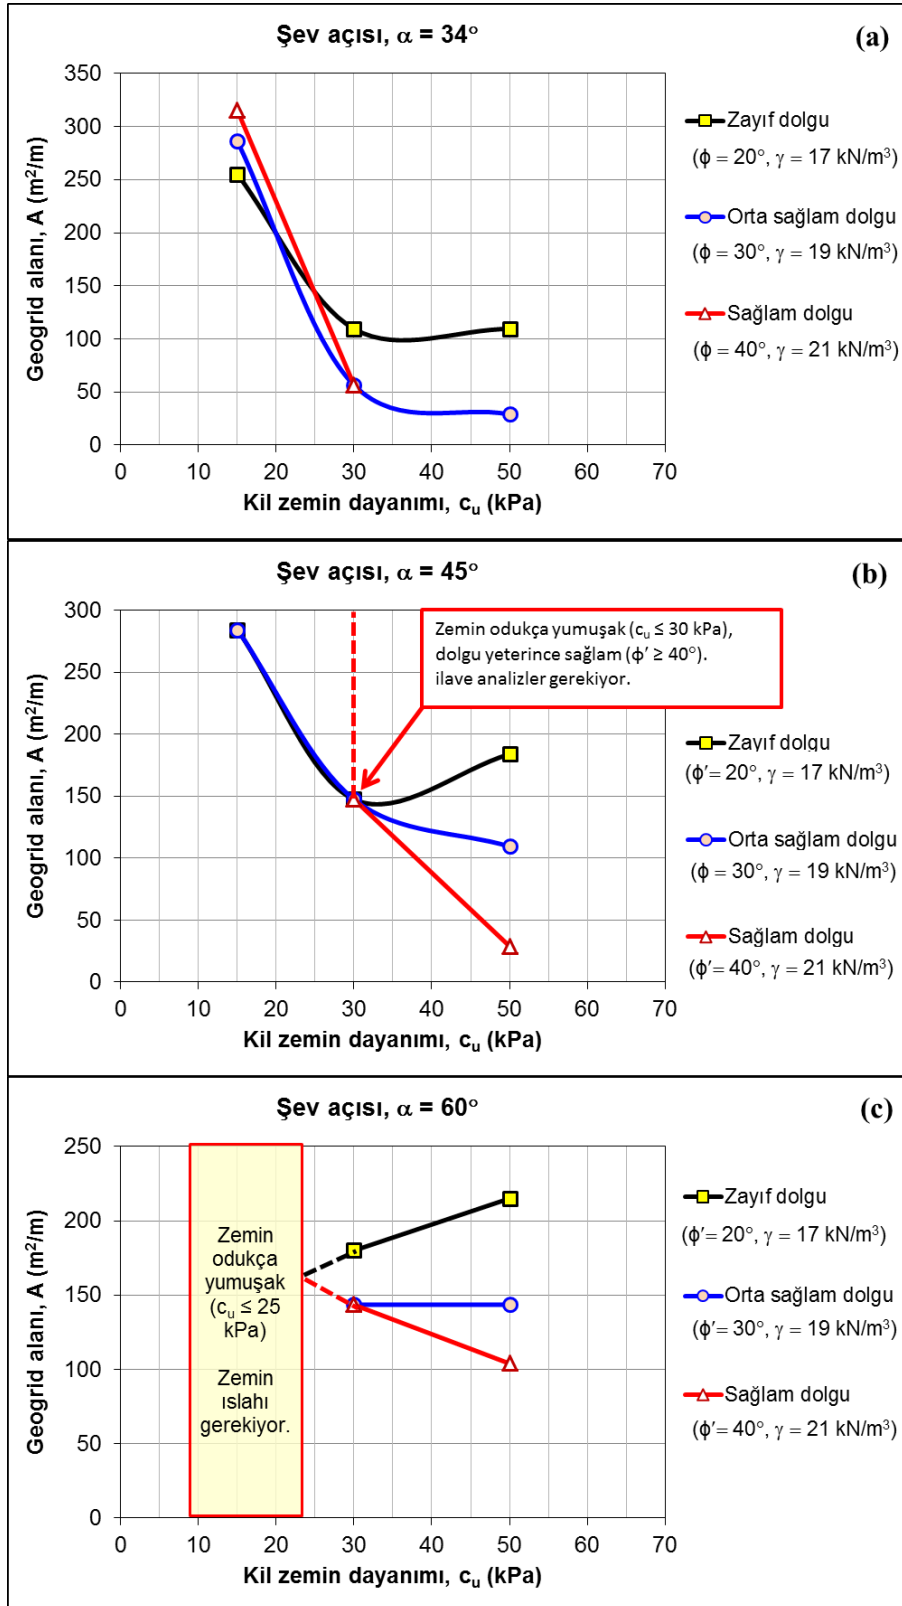 Şev açısı, α = 34°
(a)
350
300
250
200
150
100
50
0
Geogrid alanı, A (m²/m)
0 10 20 30 40 50 60 70
Kil zemin dayanımı, cᵤ (kPa)
Zayıf dolgu
(ϕ = 20°, γ = 17 kN/m³)
Orta sağlam dolgu
(ϕ = 30°, γ = 19 kN/m³)
Sağlam dolgu
(ϕ = 40°, γ = 21 kN/m³)
Şev açısı, α = 45°
(b)
300
250
200
150
100
50
0
Geogrid alanı, A (m²/m)
0 10 20 30 40 50 60 70
Kil zemin dayanımı, cᵤ (kPa)
Zemin odukça yumuşak (cᵤ ≤ 30 kPa),
dolgu yeterince sağlam (ϕ' ≥ 40°).
ilave analizler gerekiyor.
Zayıf dolgu
(ϕ'= 20°, γ = 17 kN/m³)
Orta sağlam dolgu
(ϕ = 30°, γ = 19 kN/m³)
Sağlam dolgu
(ϕ'= 40°, γ = 21 kN/m³)
Şev açısı, α = 60°
(c)
250
200
150
100
50
0
Geogrid alanı, A (m²/m)
0 10 20 30 40 50 60 70
Kil zemin dayanımı, cᵤ (kPa)
Zemin
odukça
yumuşak
(cᵤ ≤ 25
kPa)
Zemin
ıslahı
gerekiyor.
Zayıf dolgu
(ϕ'= 20°, γ = 17 kN/m³)
Orta sağlam dolgu
(ϕ'= 30°, γ = 19 kN/m³)
Sağlam dolgu
(ϕ'= 40°, γ = 21 kN/m³)